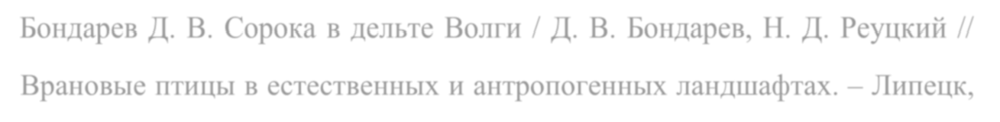 Бондарев Д. В. Сорока в дельте Волги / Д. В. Бондарев, Н. Д. Реуцкий //
Врановые птицы в естественных и антропогенных ландшафтах. – Липецк,